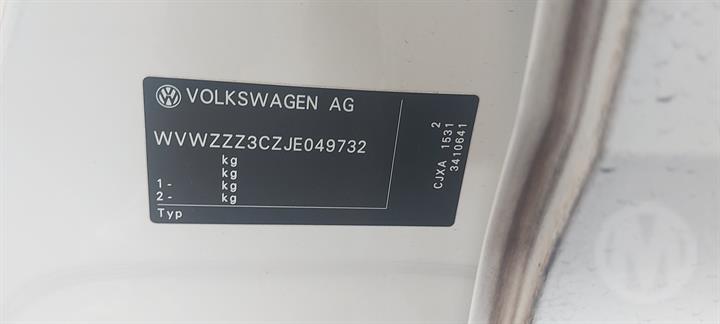 VOLKSWAGEN AG
WVWZZZ3CZJE049732
kg
kg
1- kg
2- kg
Typ
2
CJXA 1531
3410641